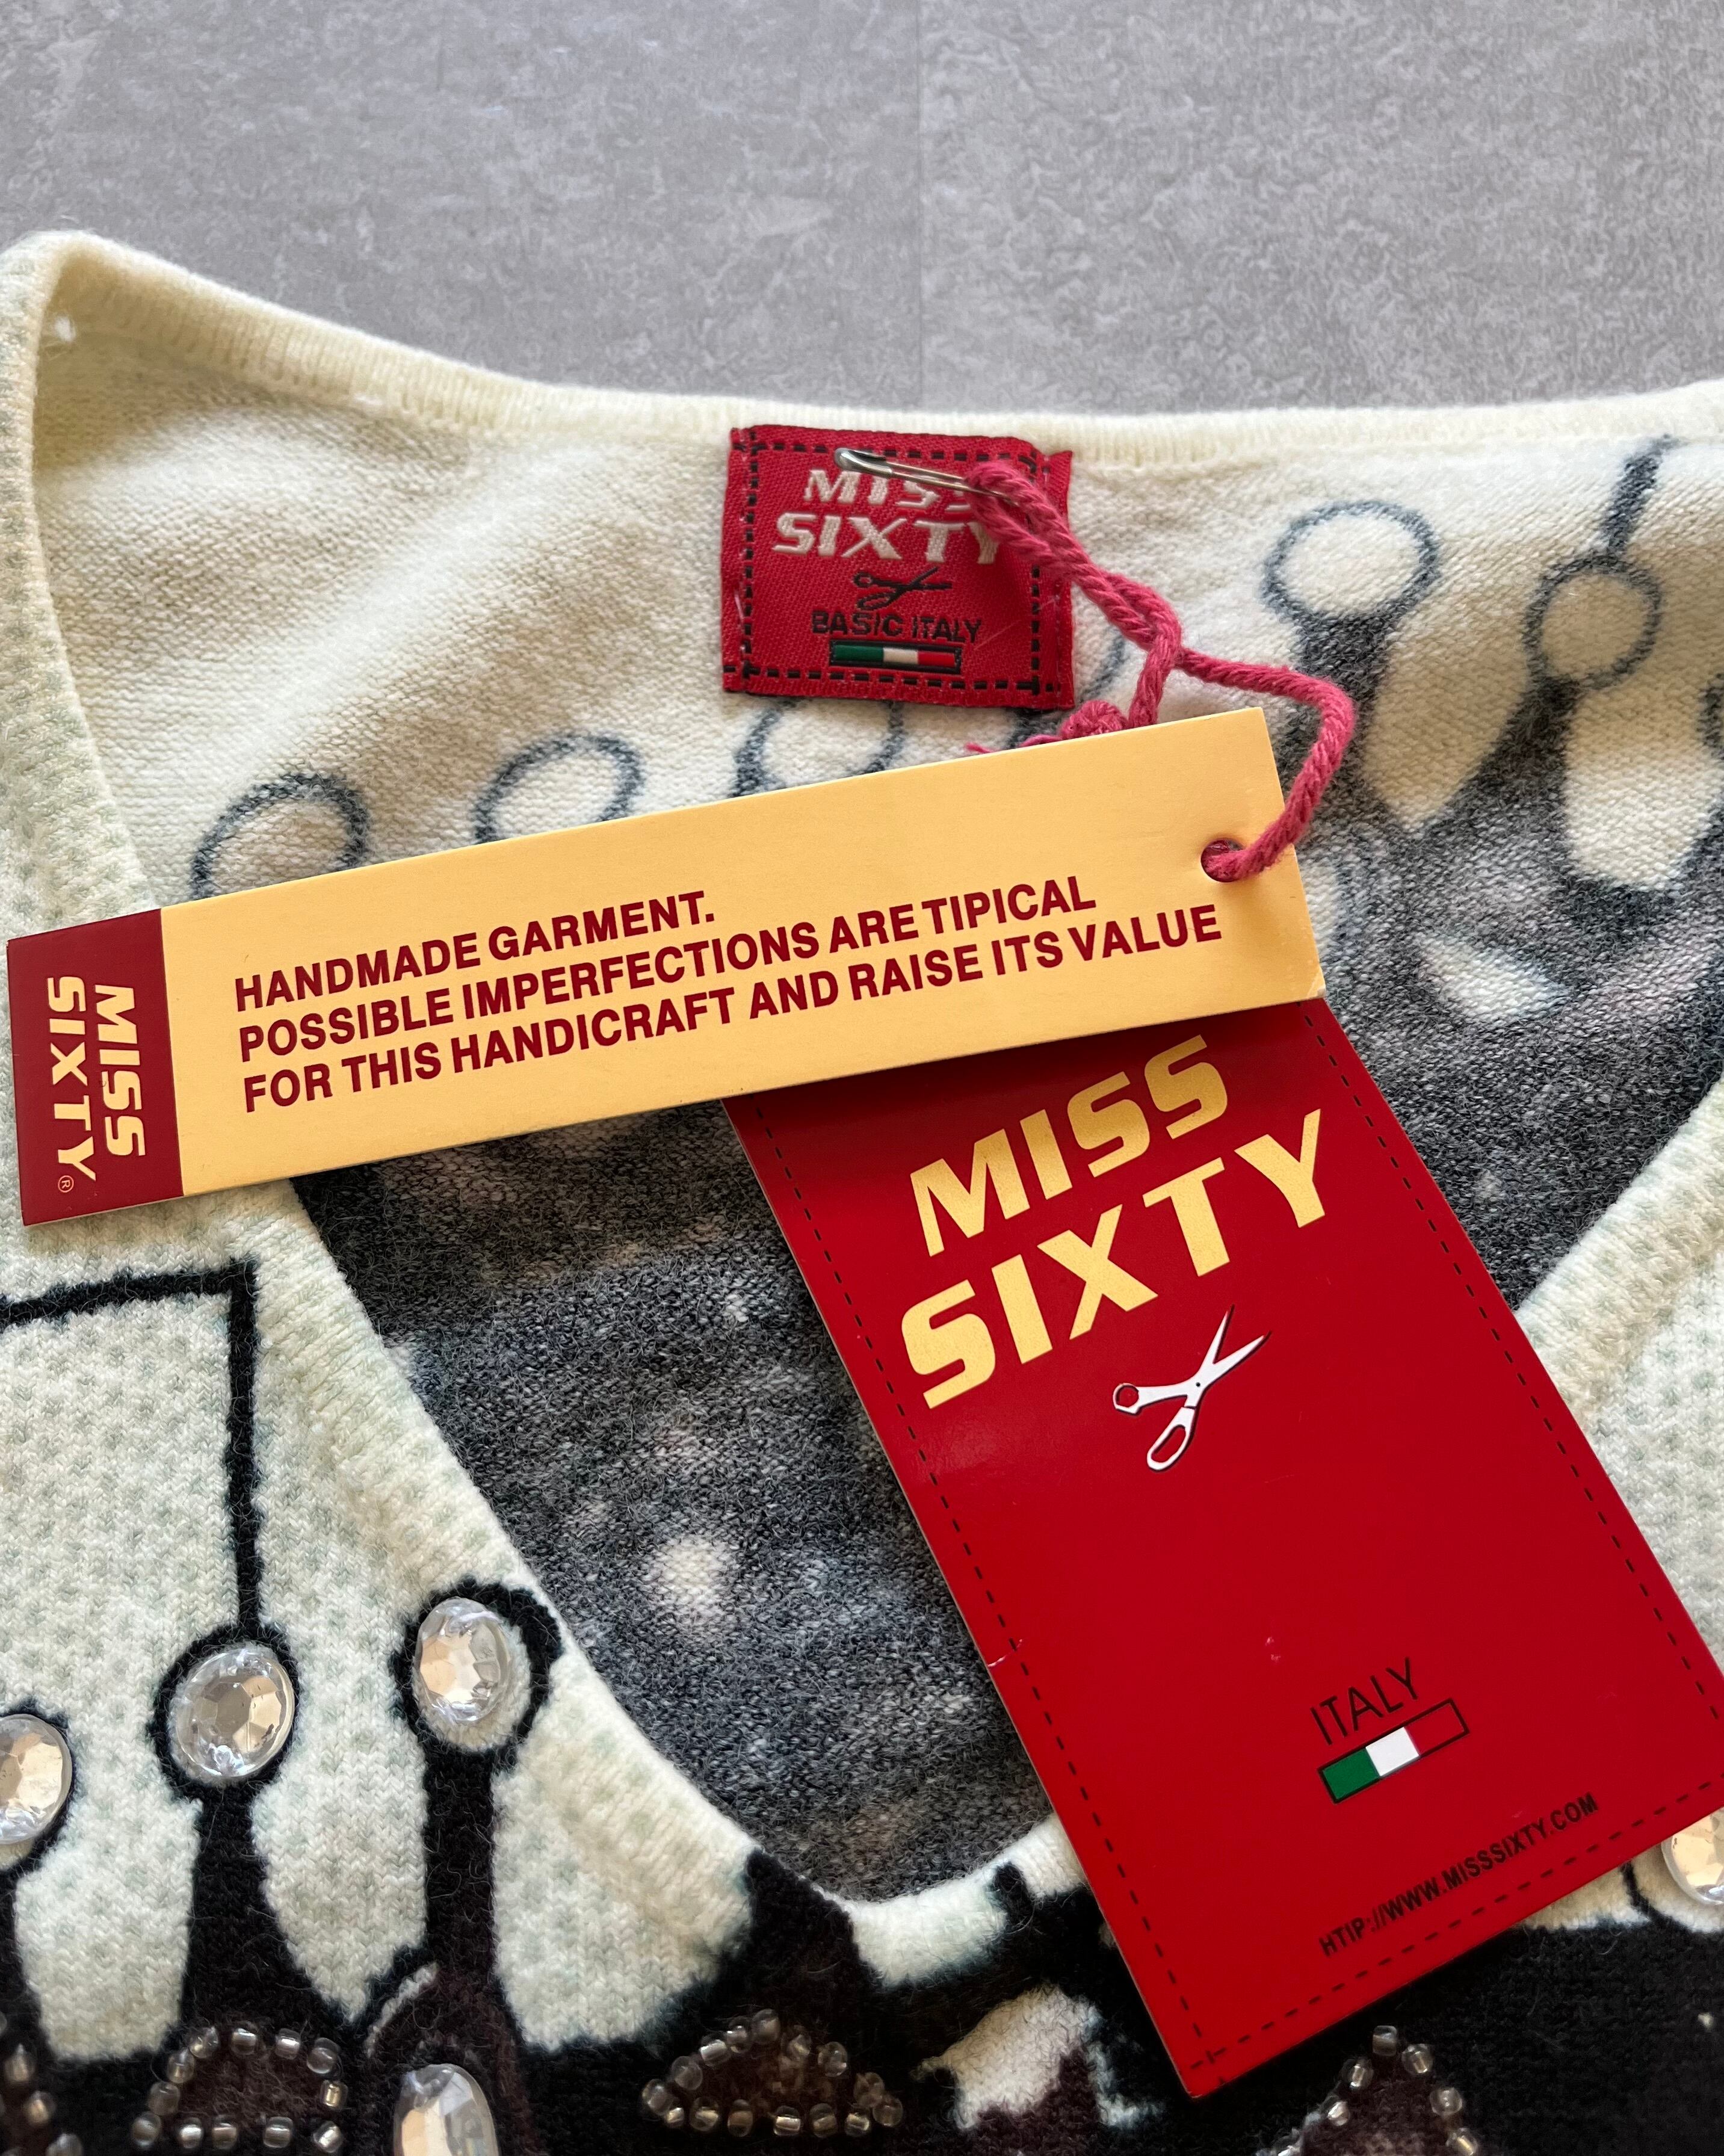 MISS
SIXTY
BASIC ITALY
HANDMADE GARMENT.
POSSIBLE IMPERFECTIONS ARE TIPICAL
FOR THIS HANDICRAFT AND RAISE ITS VALUE
MISS
SIXTY®
MISS
SIXTY
ITALY
HTTP://WWW.MISSSIXTY.COM